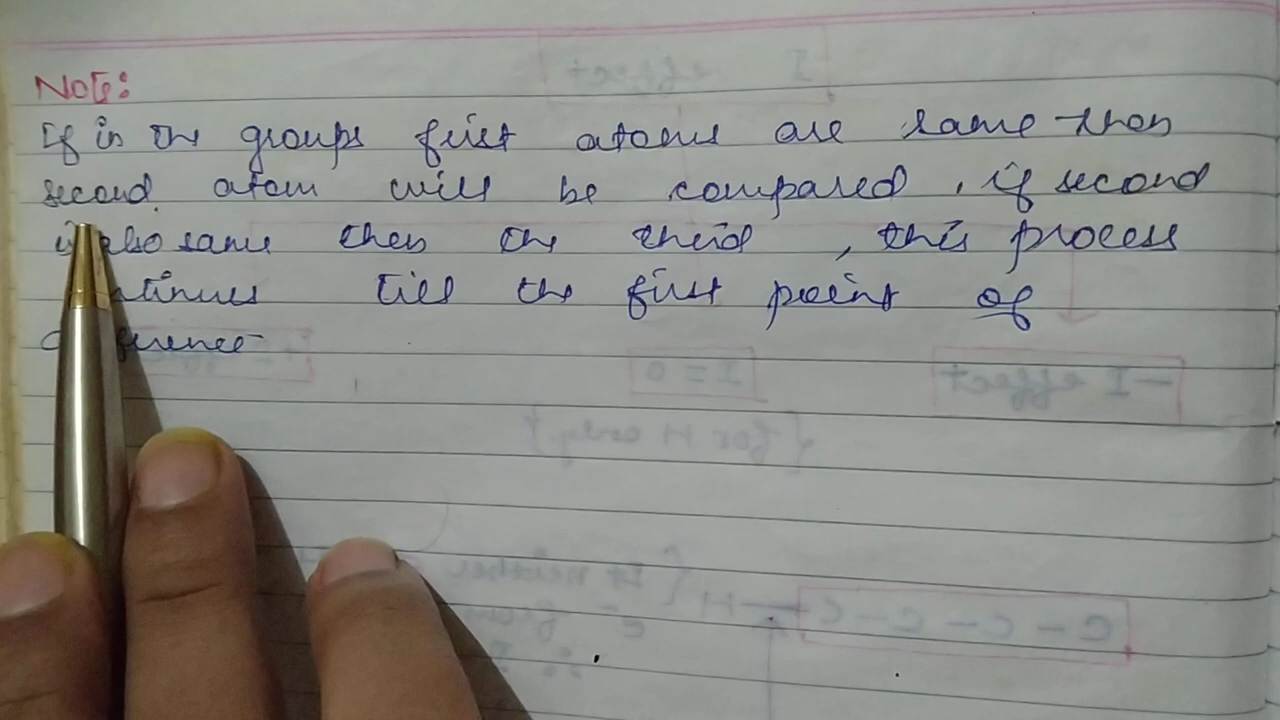 Note:
If in the groups first atoms are same then
second atom will be compared, if second
is also same then the third, this process
continues till the first point of
difference